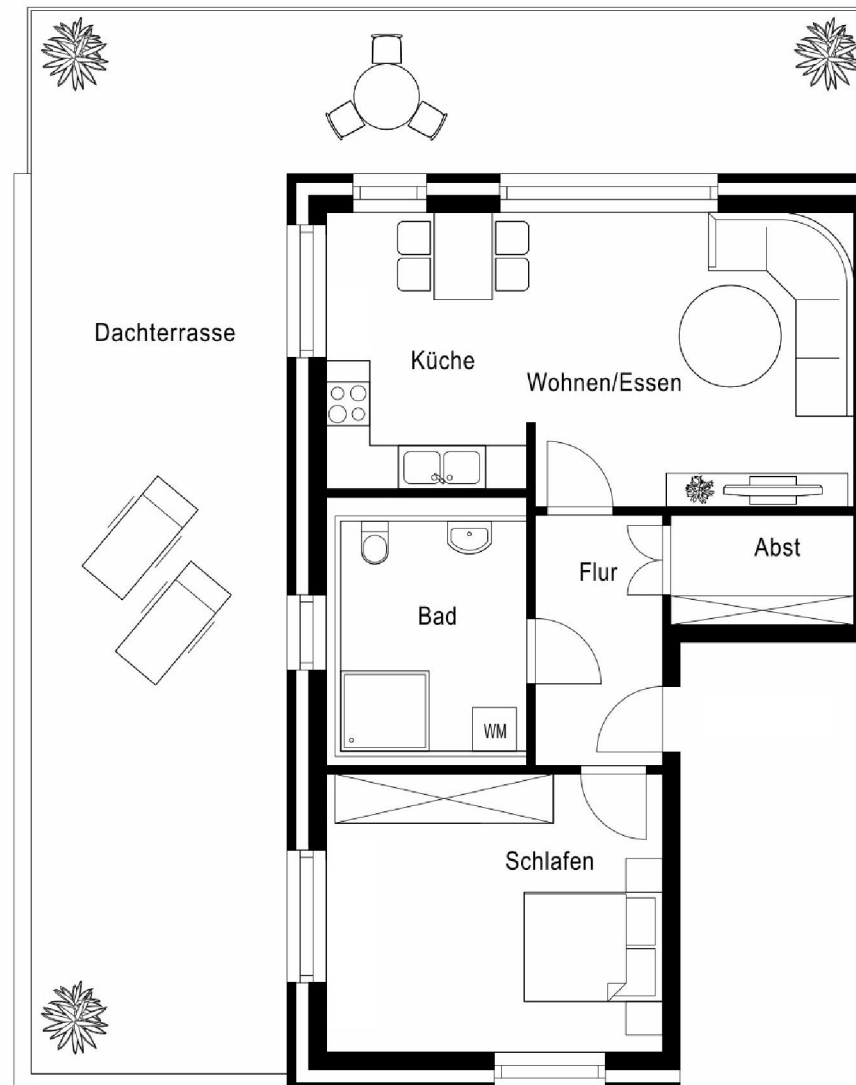 Dachterrasse
Küche
Wohnen/Essen
Flur
Abst
Bad
WM
Schlafen